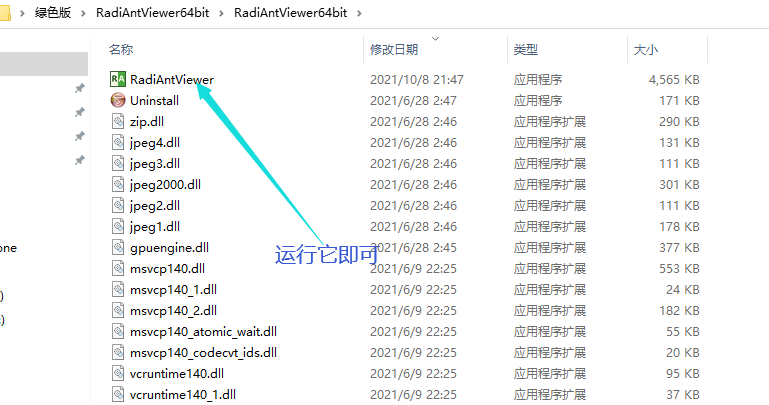 绿色版 › RadiAntViewer64bit › RadiAntViewer64bit ›
名称 修改日期 类型 大小
RadiAntViewer 2021/10/8 21:47 应用程序 4,565 KB
Uninstall 2021/6/28 2:47 应用程序 171 KB
zip.dll 2021/6/28 2:46 应用程序扩展 290 KB
jpeg4.dll 2021/6/28 2:46 应用程序扩展 131 KB
jpeg3.dll 2021/6/28 2:46 应用程序扩展 111 KB
jpeg2000.dll 2021/6/28 2:46 应用程序扩展 301 KB
jpeg2.dll 2021/6/28 2:46 应用程序扩展 111 KB
jpeg1.dll 2021/6/28 2:46 应用程序扩展 178 KB
one gpuengine.dll 2021/6/28 2:45 应用程序扩展 377 KB
运行它即可
msvcp140.dll 2021/6/9 22:25 应用程序扩展 553 KB
) msvcp140_1.dll 2021/6/9 22:25 应用程序扩展 24 KB
msvcp140_2.dll 2021/6/9 22:25 应用程序扩展 182 KB
:) msvcp140_atomic_wait.dll 2021/6/9 22:25 应用程序扩展 55 KB
msvcp140_codecvt_ids.dll 2021/6/9 22:25 应用程序扩展 20 KB
vcruntime140.dll 2021/6/9 22:25 应用程序扩展 95 KB
vcruntime140_1.dll 2021/6/9 22:25 应用程序扩展 37 KB